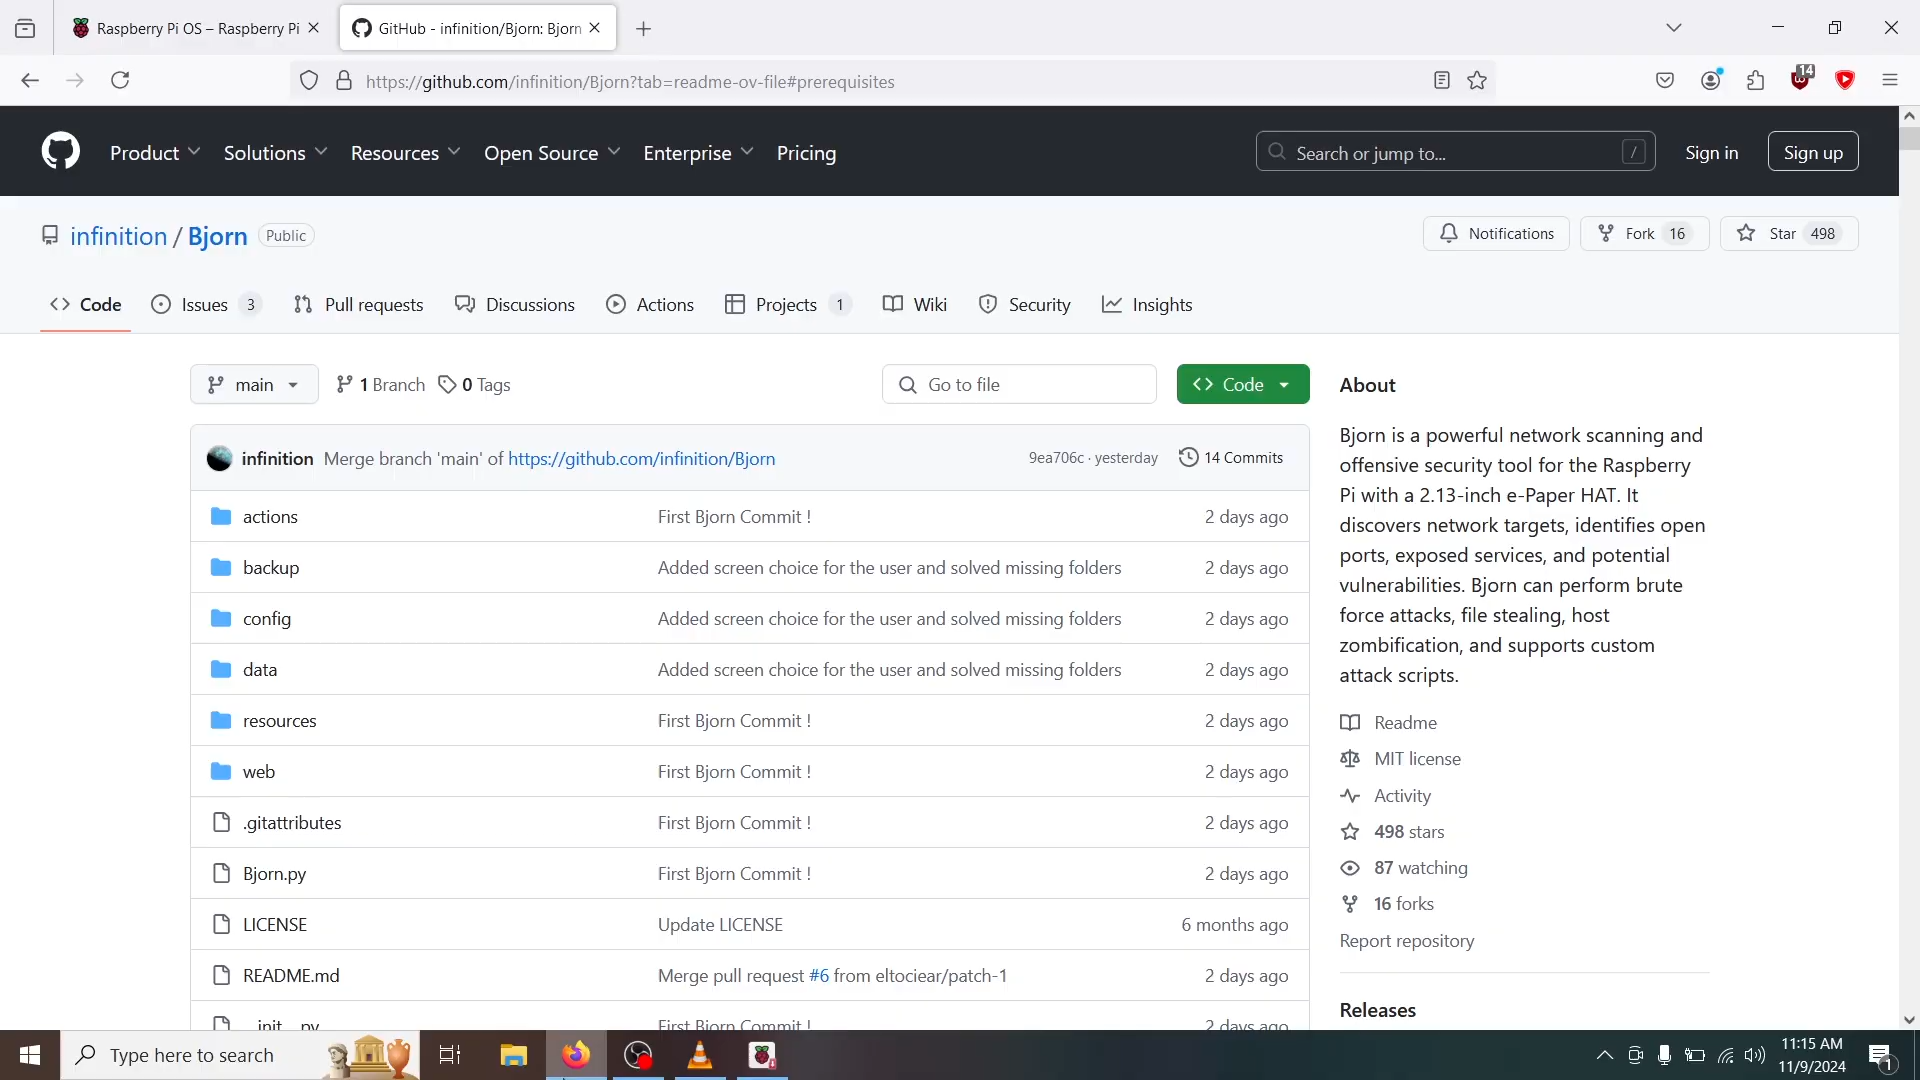 Raspberry Pi OS – Raspberry Pi
GitHub - infinition/Bjorn: Bjorn
https://github.com/infinition/Bjorn?tab=readme-ov-file#prerequisites
14
Product
Solutions
Resources
Open Source
Enterprise
Pricing
Search or jump to...
/
Sign in
Sign up
infinition / Bjorn
Public
Notifications
Fork 16
Star 498
Code
Issues 3
Pull requests
Discussions
Actions
Projects 1
Wiki
Security
Insights
main
1 Branch
0 Tags
Go to file
Code
infinition Merge branch 'main' of https://github.com/infinition/Bjorn 9ea706c · yesterday 14 Commits
actions First Bjorn Commit ! 2 days ago
backup Added screen choice for the user and solved missing folders 2 days ago
config Added screen choice for the user and solved missing folders 2 days ago
data Added screen choice for the user and solved missing folders 2 days ago
resources First Bjorn Commit ! 2 days ago
web First Bjorn Commit ! 2 days ago
.gitattributes First Bjorn Commit ! 2 days ago
Bjorn.py First Bjorn Commit ! 2 days ago
LICENSE Update LICENSE 6 months ago
README.md Merge pull request #6 from eltociear/patch-1 2 days ago
__init__.py First Bjorn Commit ! 2 days ago
About
Bjorn is a powerful network scanning and
offensive security tool for the Raspberry
Pi with a 2.13-inch e-Paper HAT. It
discovers network targets, identifies open
ports, exposed services, and potential
vulnerabilities. Bjorn can perform brute
force attacks, file stealing, host
zombification, and supports custom
attack scripts.
Readme
MIT license
Activity
498 stars
87 watching
16 forks
Report repository
Releases
Type here to search
11:15 AM
11/9/2024
1